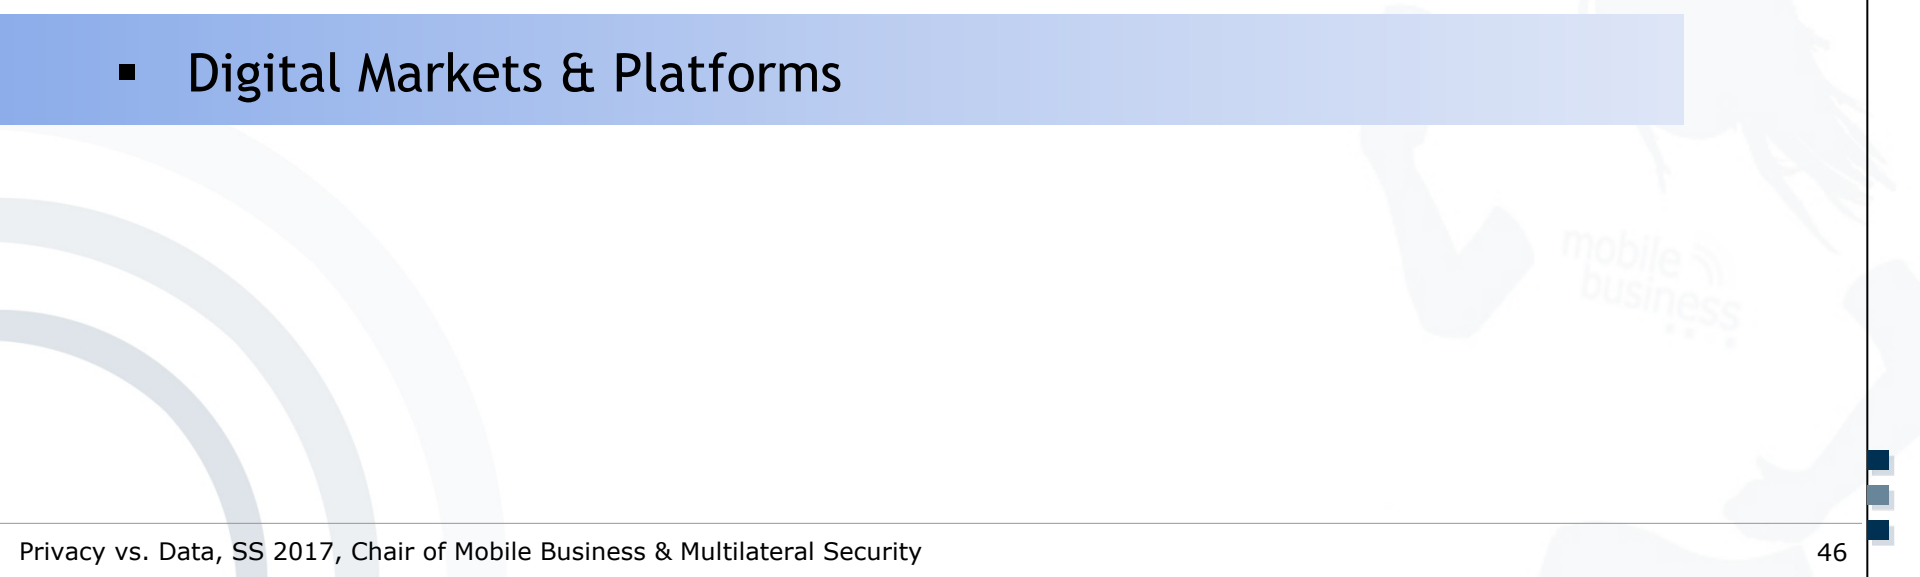 ▪ Digital Markets & Platforms
mobile
business
Privacy vs. Data, SS 2017, Chair of Mobile Business & Multilateral Security
46